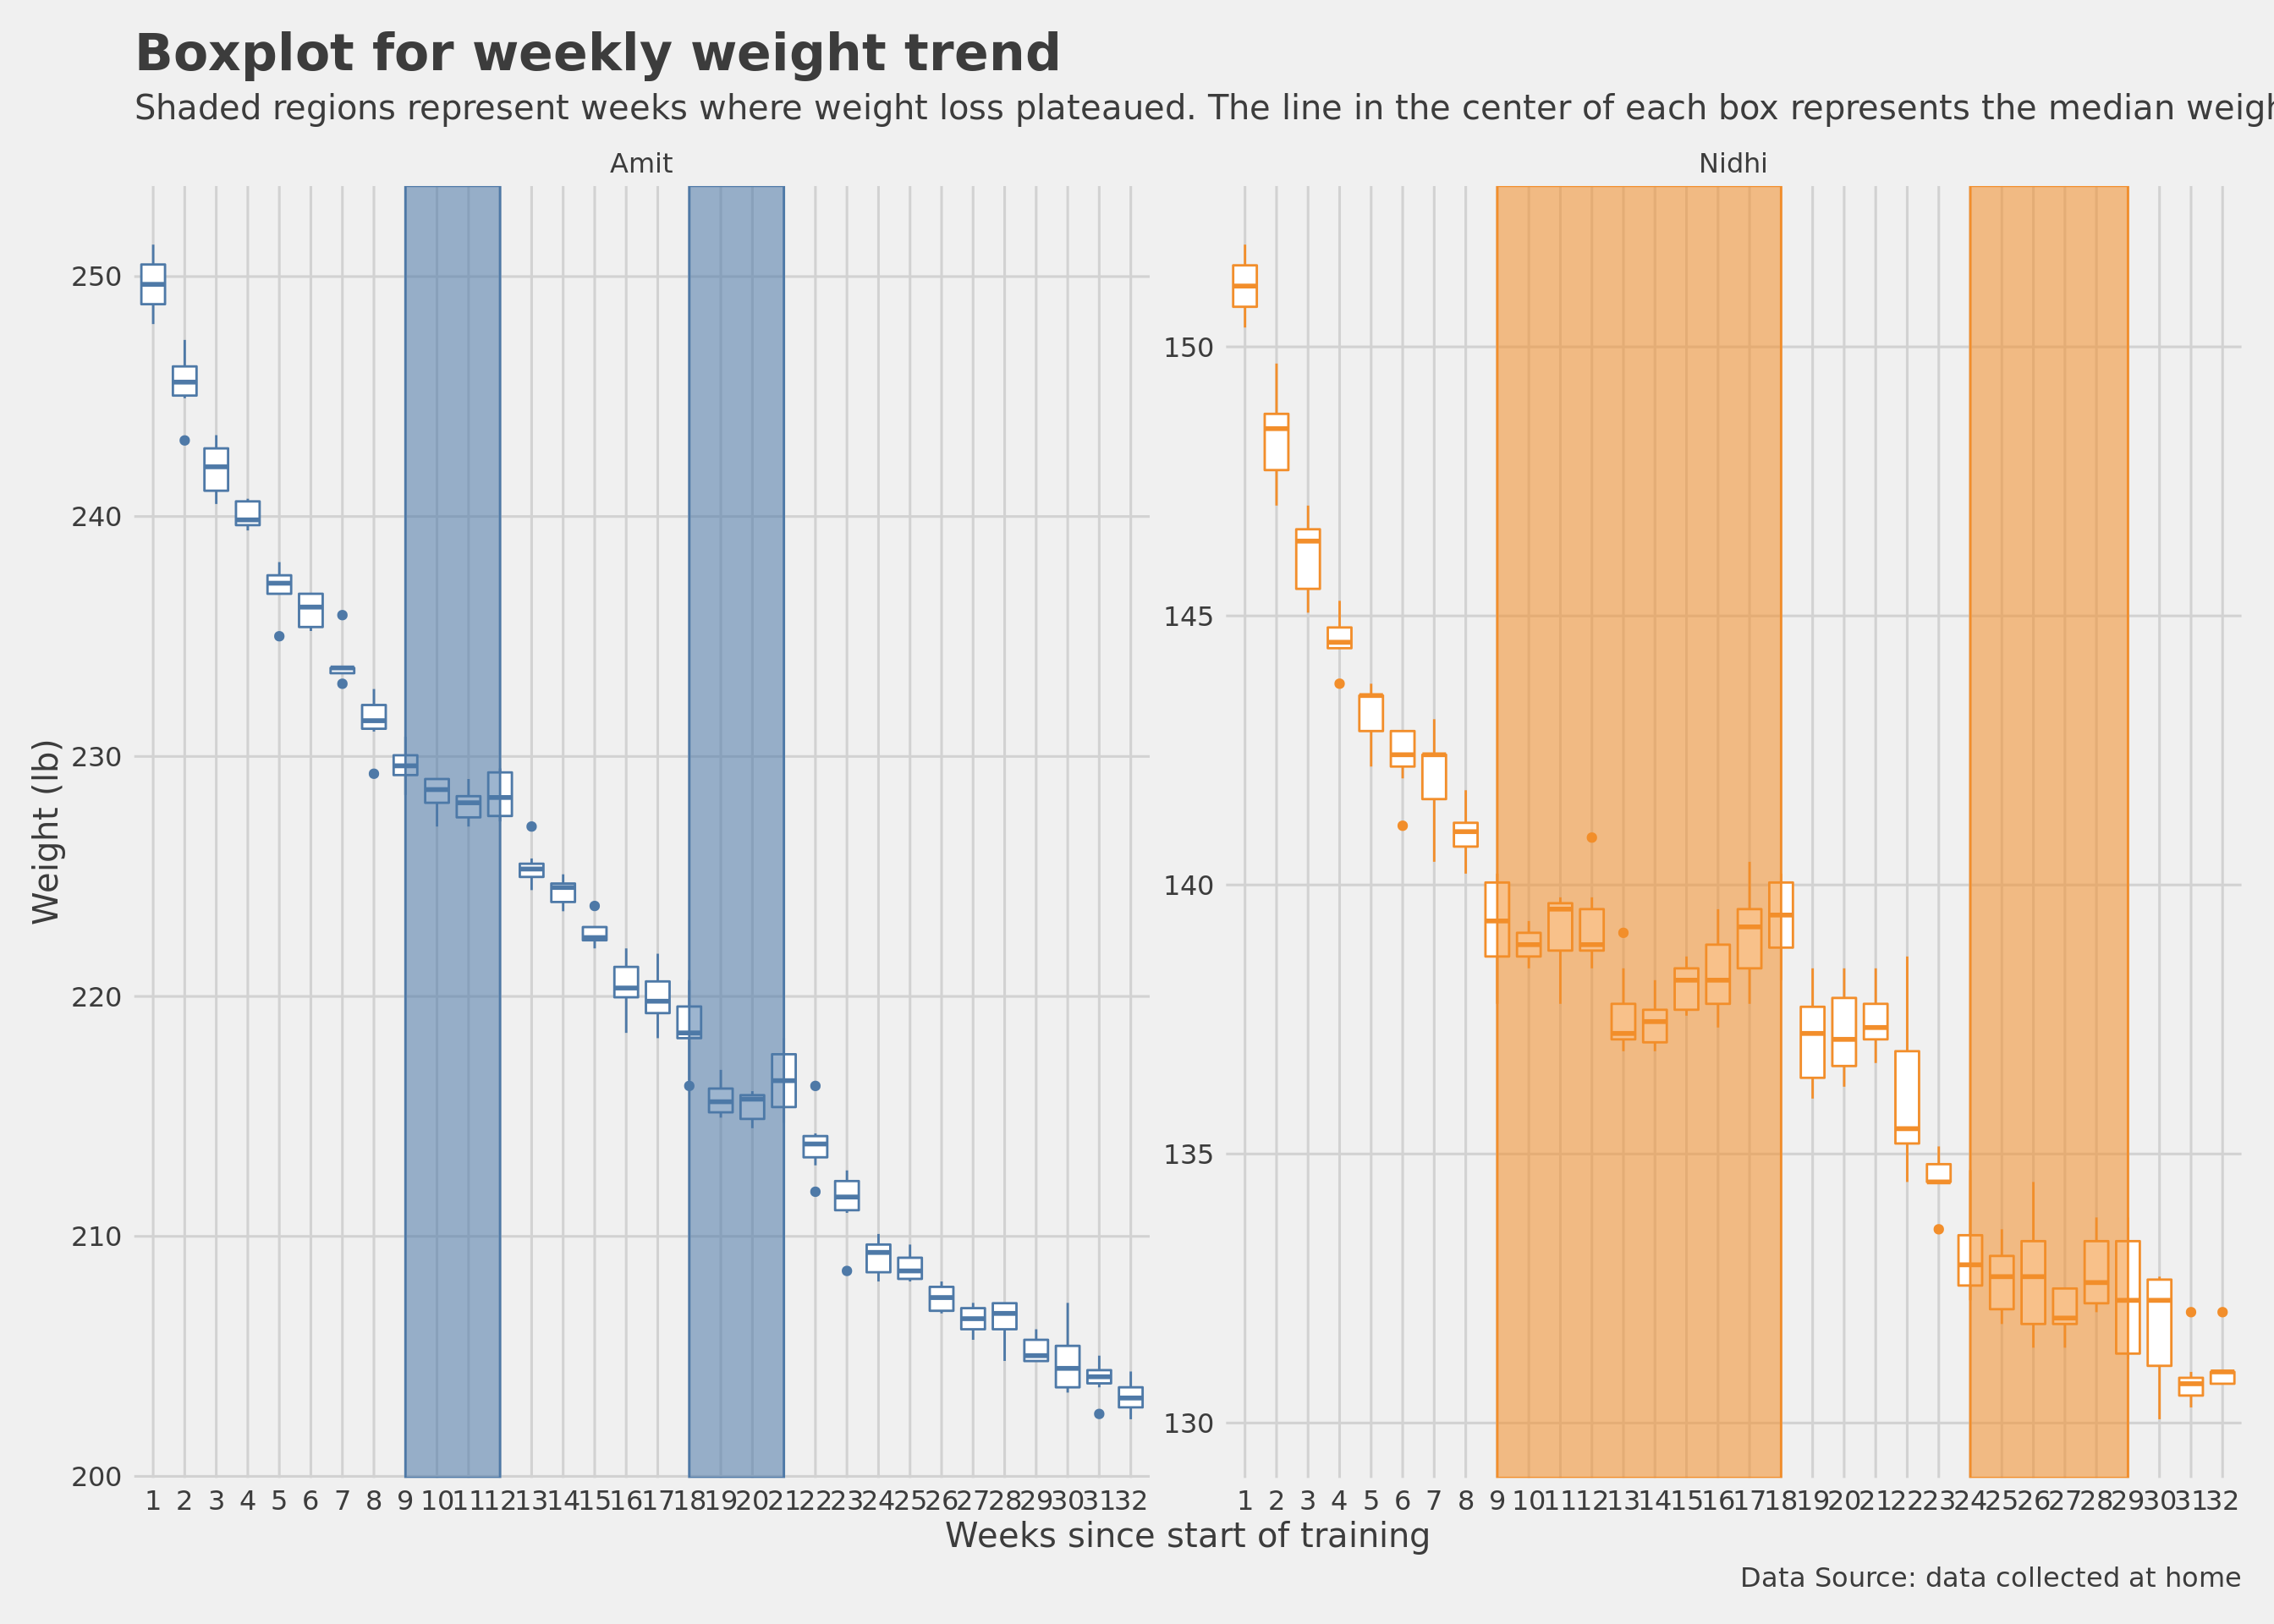 Boxplot for weekly weight trend
Shaded regions represent weeks where weight loss plateaued. The line in the center of each box represents the median
Amit
Nidhi
Weight (lb)
250
240
230
220
210
200
150
145
140
135
130
1 2 3 4 5 6 7 8 9 10 11 12 13 14 15 16 17 18 19 20 21 22 23 24 25 26 27 28 29 30 31 32
1 2 3 4 5 6 7 8 9 10 11 12 13 14 15 16 17 18 19 20 21 22 23 24 25 26 27 28 29 30 31 32
Weeks since start of training
Data Source: data collected at home